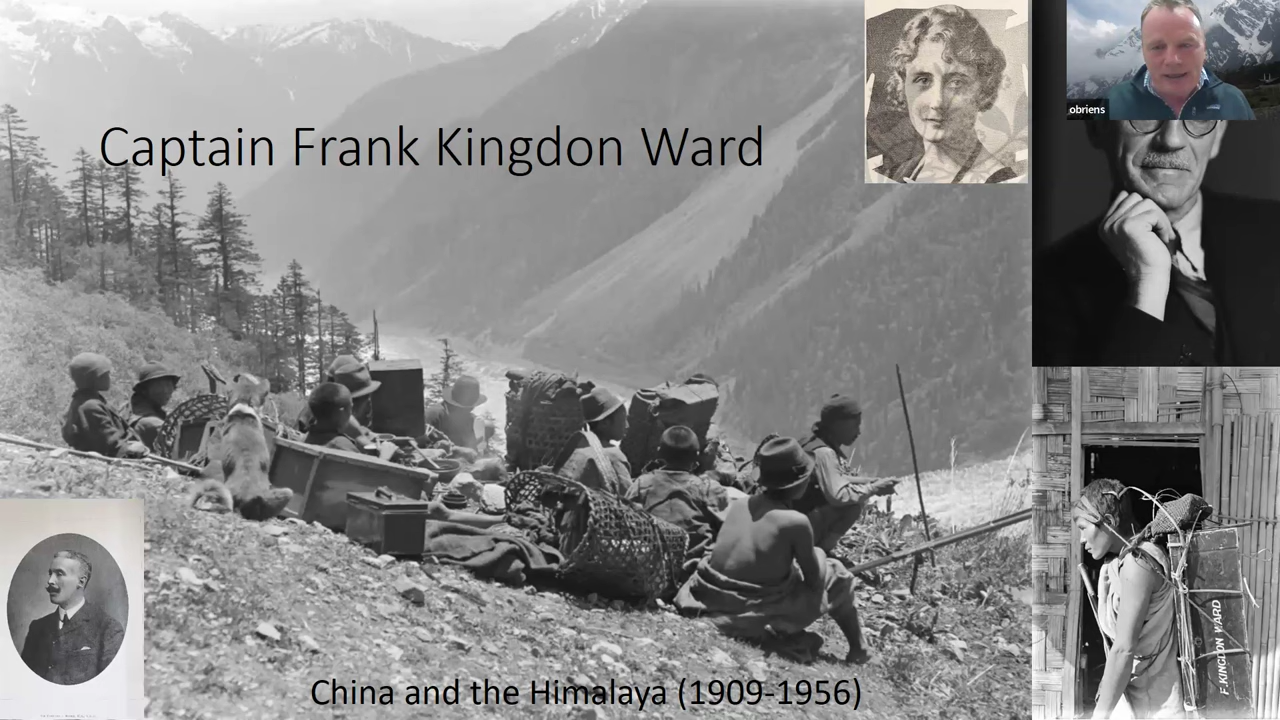 Captain Frank Kingdon Ward
obriens
F.KINGDON WARD
China and the Himalaya (1909-1956)